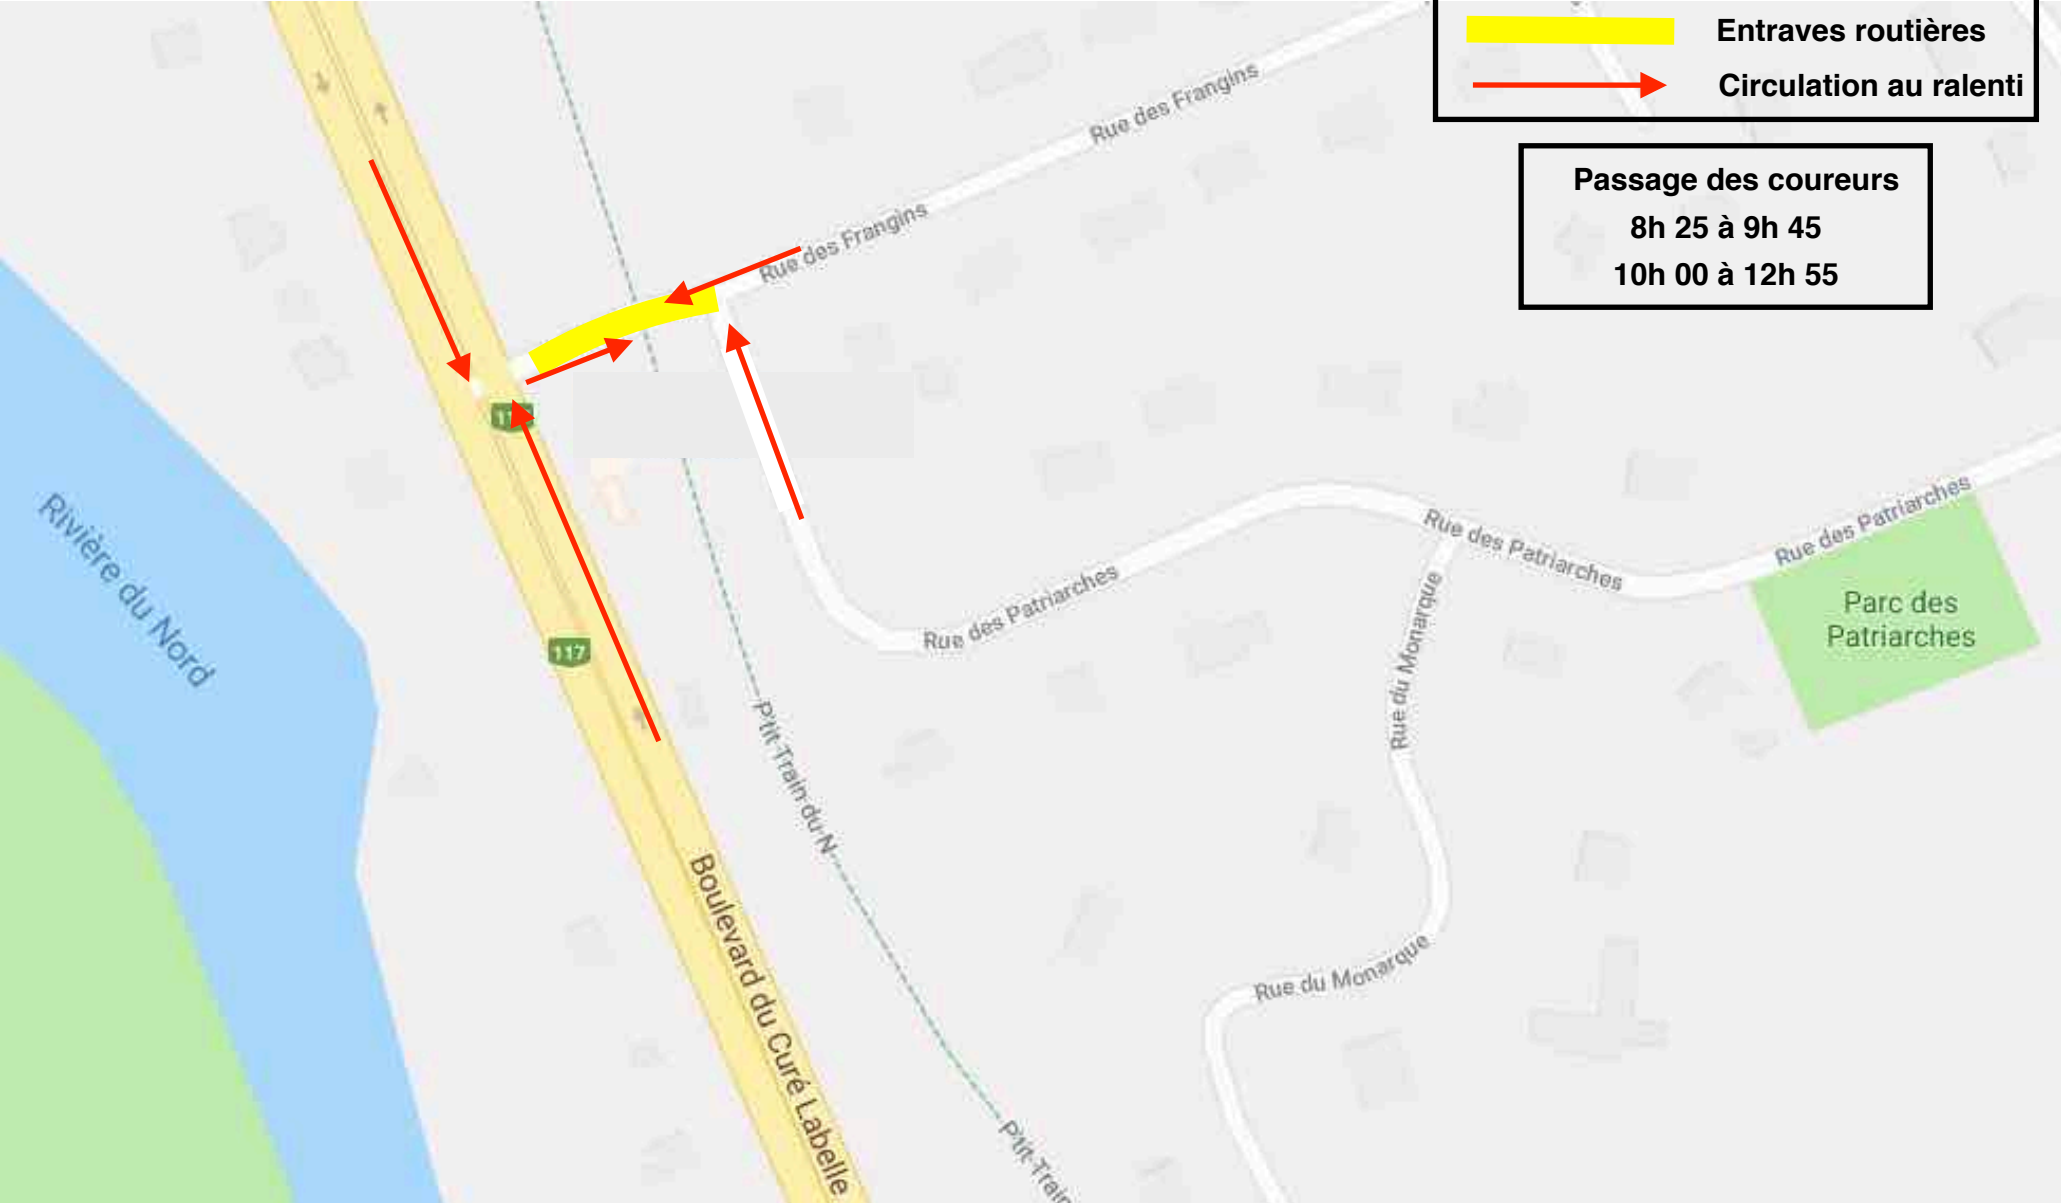 Entraves routières
Circulation au ralenti
Passage des coureurs
8h 25 à 9h 45
10h 00 à 12h 55
Rue des Frangins
Rue des Frangins
Rivière du Nord
117
Rue des Patriarches
Rue des Patriarches
Rue des Patriarches
Parc des
Patriarches
Rue du Monarque
Rue du Monarque
P'tit Train du N
Boulevard du Curé Labelle
P'tit Train